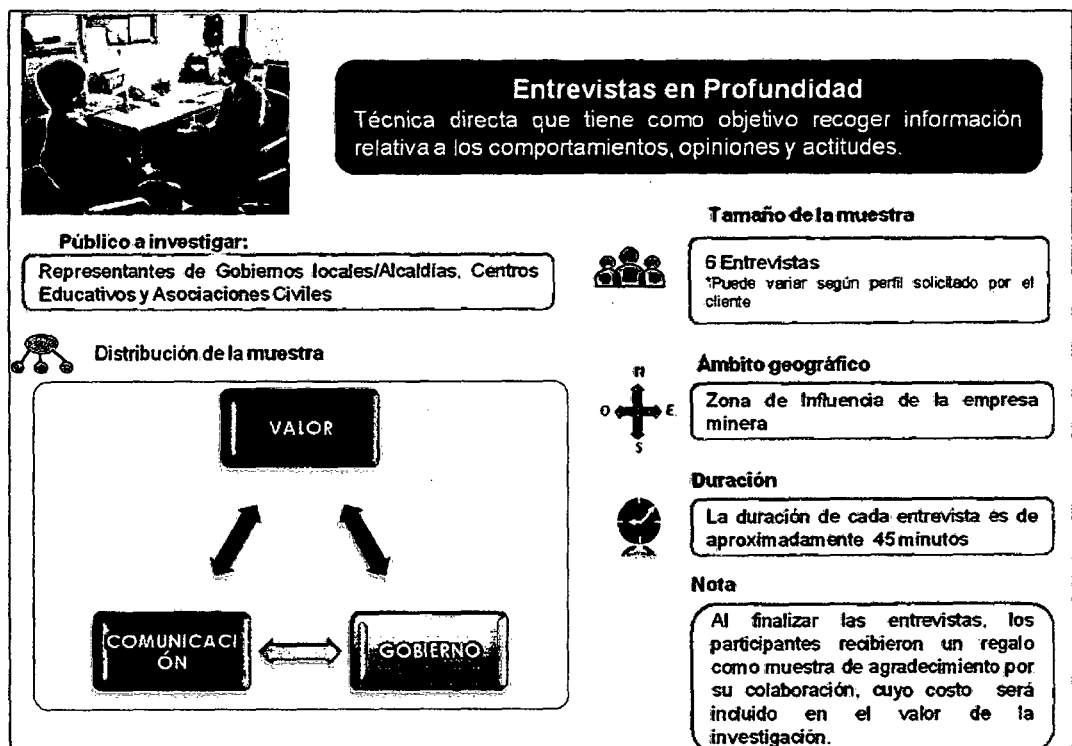 Entrevistas en Profundidad
Técnica directa que tiene como objetivo recoger información
relativa a los comportamientos, opiniones y actitudes.
Público a investigar:
Representantes de Gobiernos locales/Alcaldías, Centros
Educativos y Asociaciones Civiles
Distribución de la muestra
VALOR
COMUNICACI
ÓN
GOBIERNO
Tamaño de la muestra
6 Entrevistas
*Puede variar según perfil solicitado por el
cliente
Ámbito geográfico
N
O
E
S
Zona de Influencia de la empresa
minera
Duración
La duración de cada entrevista es de
aproximadamente 45 minutos
Nota
Al finalizar las entrevistas, los
participantes recibieron un regalo
como muestra de agradecimiento por
su colaboración, cuyo costo será
incluido en el valor de la
investigación.